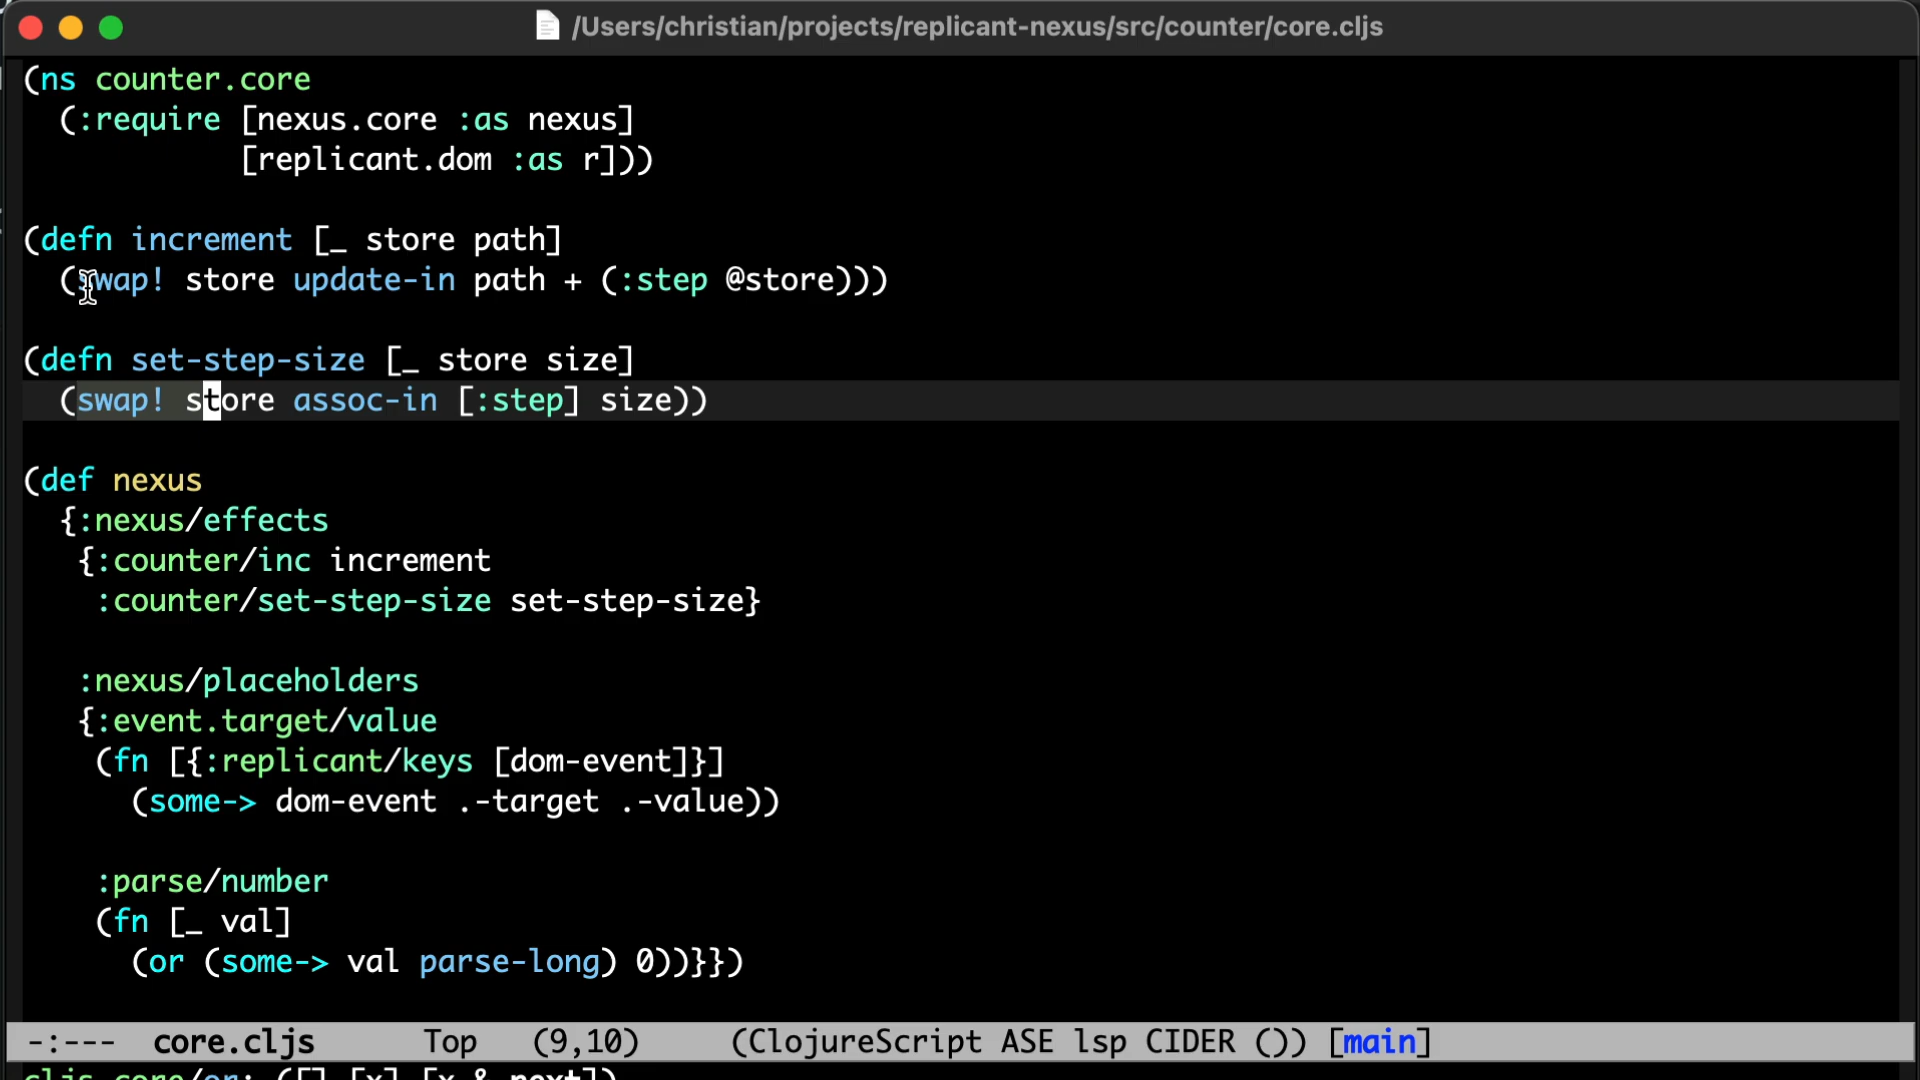 /Users/christian/projects/replicant-nexus/src/counter/core.cljs
(ns counter.core
  (:require [nexus.core :as nexus]
            [replicant.dom :as r]))
(defn increment [_ store path]
  (swap! store update-in path + (:step @store)))
(defn set-step-size [_ store size]
  (swap! store assoc-in [:step] size))
(def nexus
  {:nexus/effects
   {:counter/inc increment
    :counter/set-step-size set-step-size}
   :nexus/placeholders
   {:event.target/value
    (fn [{:replicant/keys [dom-event]}]
      (some-> dom-event .-target .-value))
    :parse/number
    (fn [_ val]
      (or (some-> val parse-long) 0))}})
-:---  core.cljs      Top   (9,10)     (ClojureScript ASE lsp CIDER ()) [main]
cljs.core/or: ([] [x] [x & next])